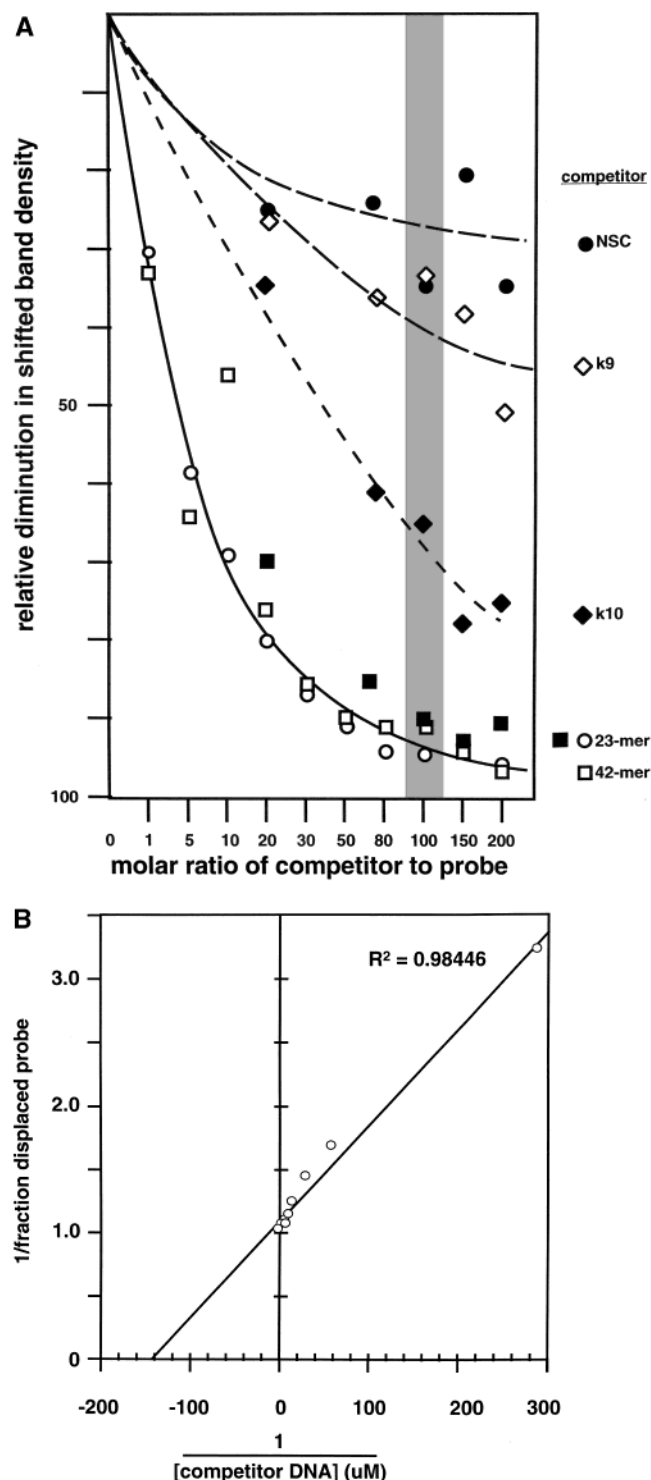 A
relative diminution in shifted band density
50
100
0 1 5 10 20 30 50 80 100 150 200
molar ratio of competitor to probe
competitor
NSC
k9
k10
23-mer
42-mer
B
1/fraction displaced probe
R² = 0.98446
3.0
2.0
1.0
0
-200 -100 0 100 200 300
1
[competitor DNA] (uM)